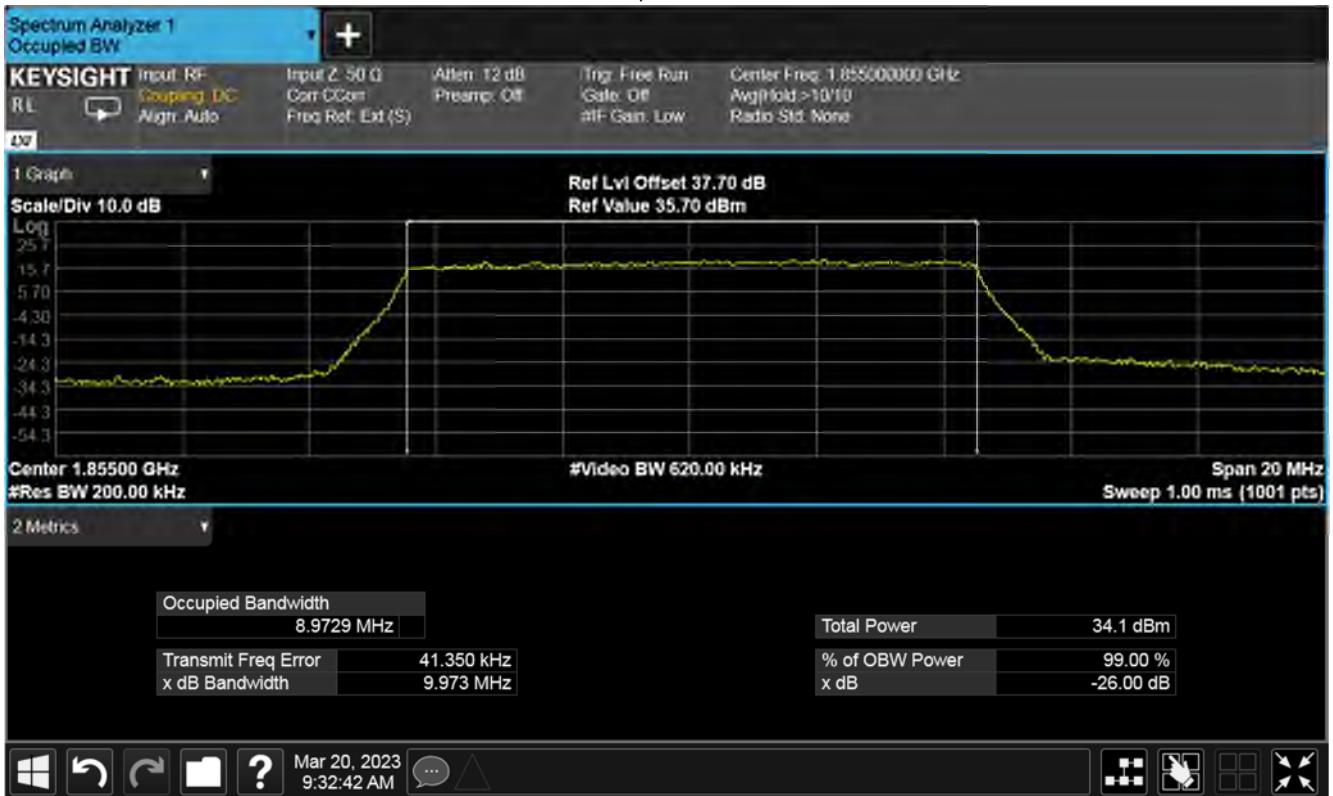 Spectrum Analyzer 1
Occupied BW
+
KEYSIGHT Input: RF Input Z: 50 Ω Atten: 12 dB Trig: Free Run Center Freq: 1.855000000 GHz
RL Coupling: DC Corr CCorr Preamp: Off Gate: Off Avg|Hold:>10/10
Align: Auto Freq Ref: Ext (S) #IF Gain: Low Radio Std: None
1 Graph
Ref Lvl Offset 37.70 dB
Scale/Div 10.0 dB Ref Value 35.70 dBm
Log
25.7
15.7
5.70
-4.30
-14.3
-24.3
-34.3
-44.3
-54.3
Center 1.85500 GHz #Video BW 620.00 kHz Span 20 MHz
#Res BW 200.00 kHz Sweep 1.00 ms (1001 pts)
2 Metrics
Occupied Bandwidth
8.9729 MHz Total Power 34.1 dBm
Transmit Freq Error 41.350 kHz % of OBW Power 99.00 %
x dB Bandwidth 9.973 MHz x dB -26.00 dB
? Mar 20, 2023
9:32:42 AM